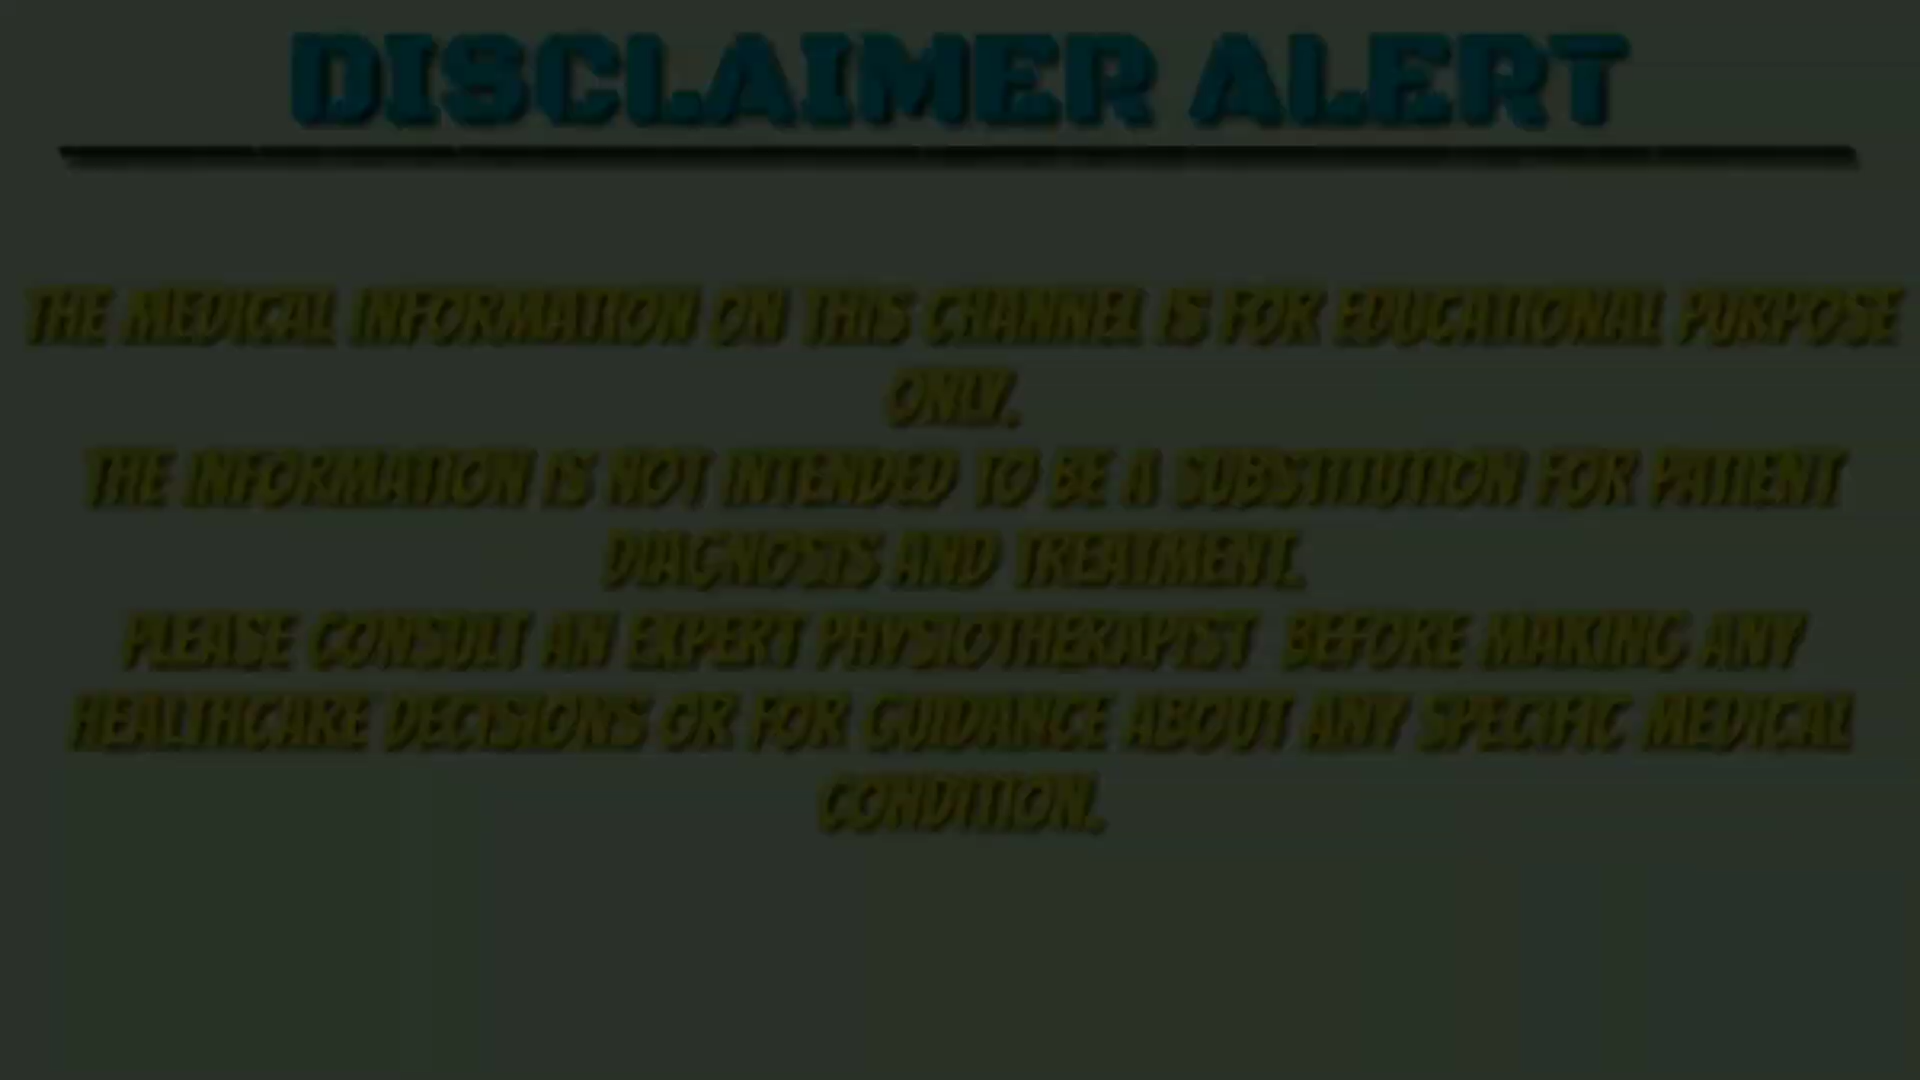 DISCLAIMER ALERT
THE MEDICAL INFORMATION ON THIS CHANNEL IS FOR EDUCATIONAL PURPOSE
ONLY.
THE INFORMATION IS NOT INTENDED TO BE A SUBSTITUTION FOR PATIENT
DIAGNOSIS AND TREATMENT.
PLEASE CONSULT AN EXPERT PHYSIOTHERAPIST BEFORE MAKING ANY
HEALTHCARE DECISIONS OR FOR GUIDANCE ABOUT ANY SPECIFIC MEDICAL
CONDITION.